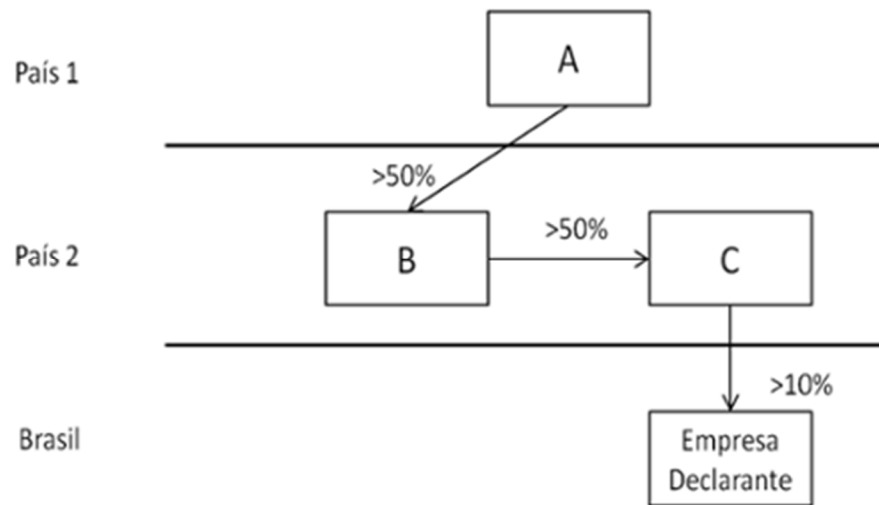 País 1
A
>50%
País 2
B
>50%
C
>10%
Brasil
Empresa
Declarante